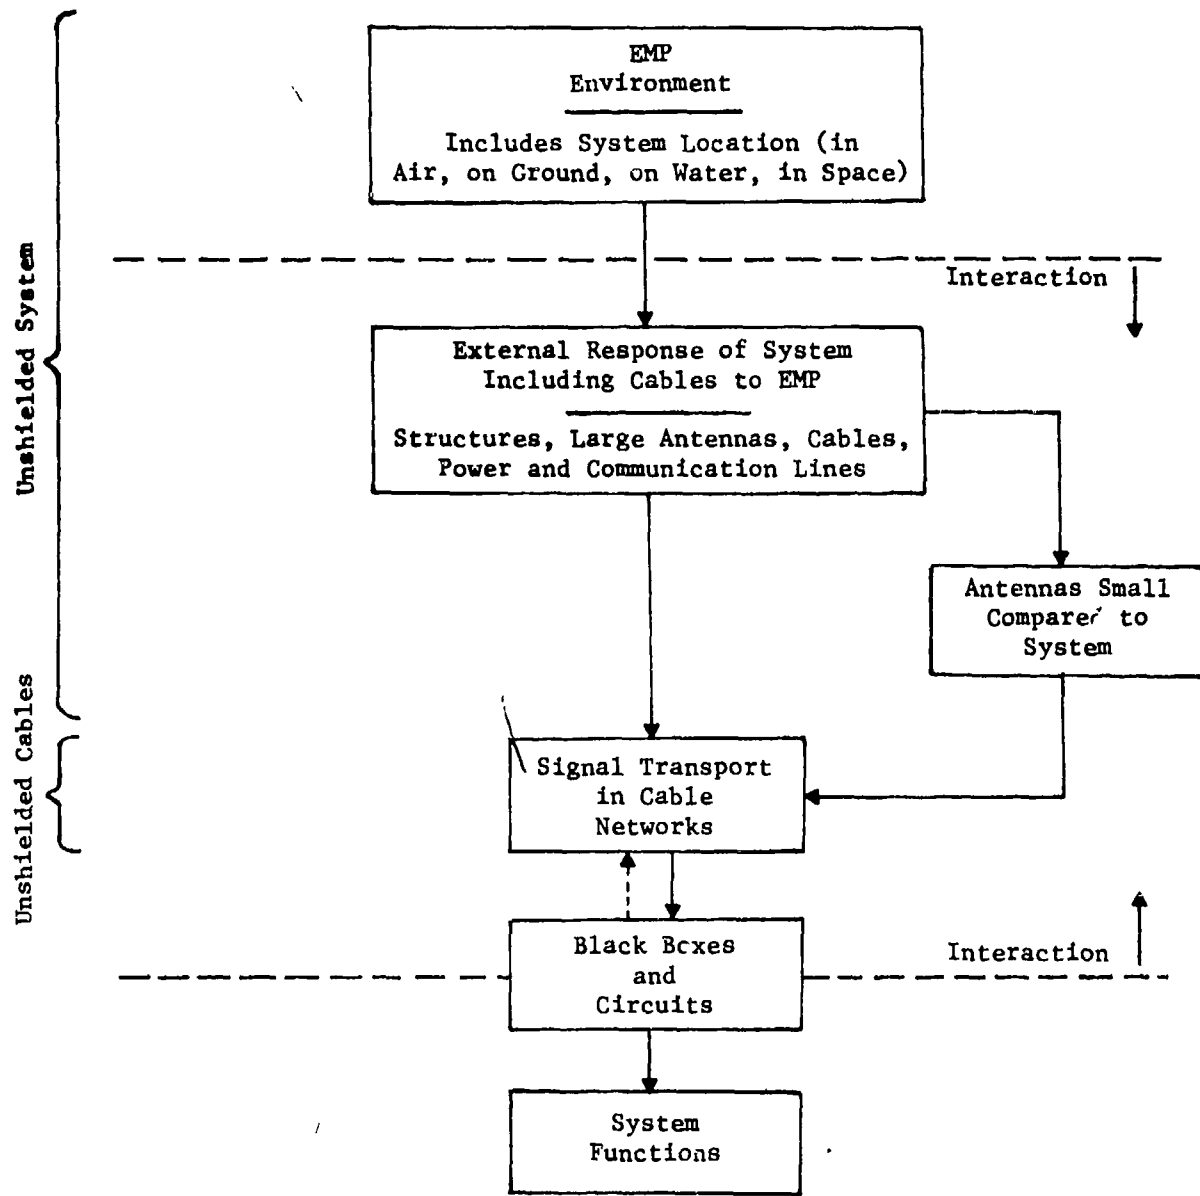 EMP
Environment
Includes System Location (in
Air, on Ground, on Water, in Space)
Interaction
Unshielded System
External Response of System
Including Cables to EMP
Structures, Large Antennas, Cables,
Power and Communication Lines
Antennas Small
Compared to
System
Unshielded Cables
Signal Transport
in Cable
Networks
Black Boxes
and
Circuits
Interaction
System
Functions